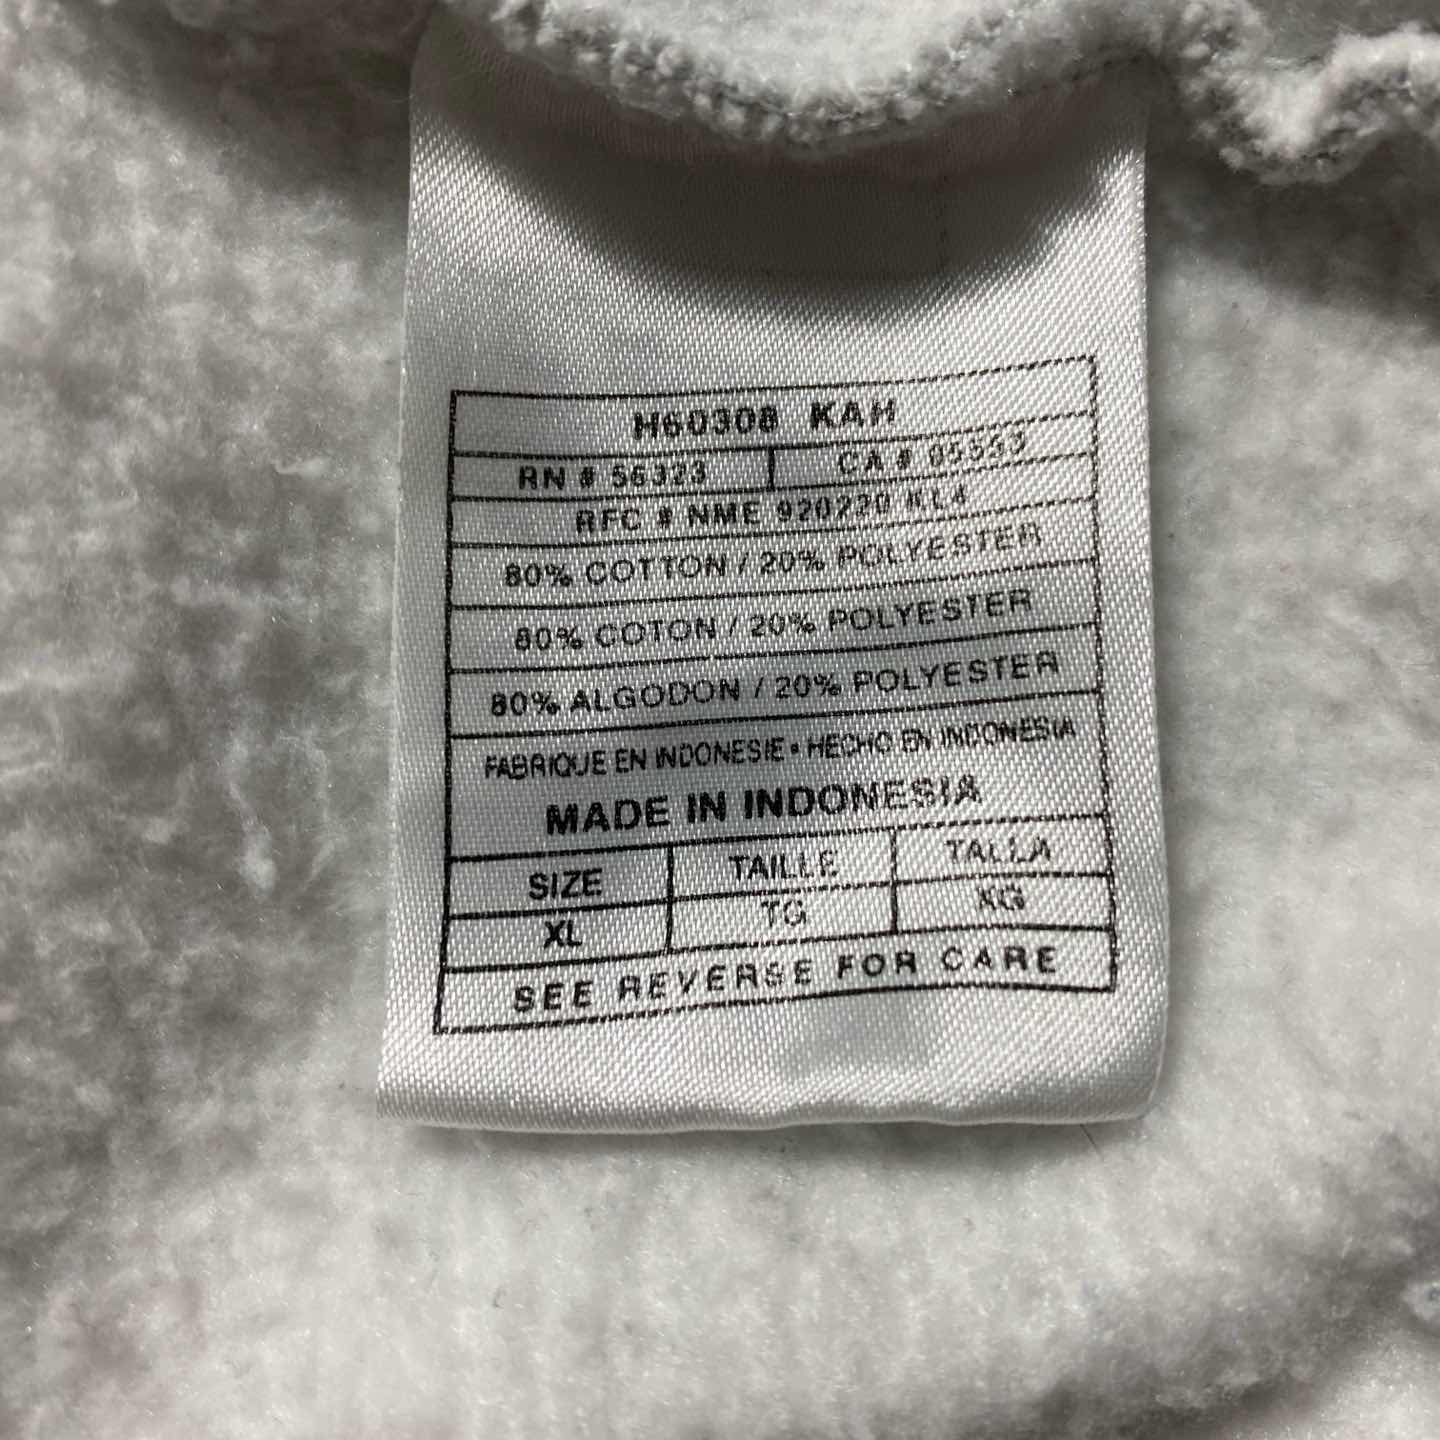 H60308 KAH
RN # 56323 CA # 05553
RFC # NME 920220 KL4
80% COTTON / 20% POLYESTER
80% COTON / 20% POLYESTER
80% ALGODON / 20% POLYESTER
FABRIQUE EN INDONESIE • HECHO EN INDONESIA
MADE IN INDONESIA
SIZE TAILLE TALLA
XL TG XG
SEE REVERSE FOR CARE